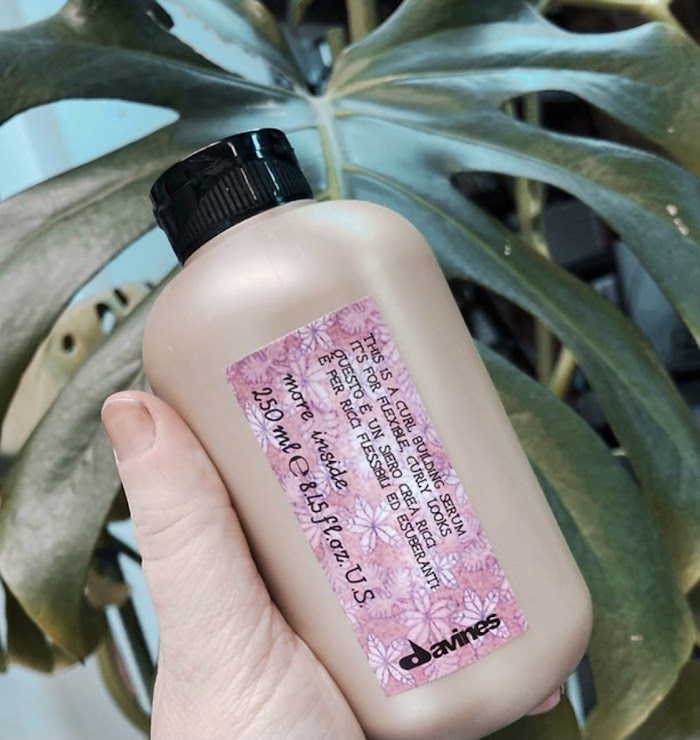 THIS IS A CURL BUILDING SERUM
IT'S FOR FLEXIBLE, CURLY LOOKS
QUESTO È UN SIERO CREA RICCI
È PER RICCI FLESSIBILI ED ESUBERANTI.
more inside
250 ml e 8.45 fl.oz. U.S.
davines